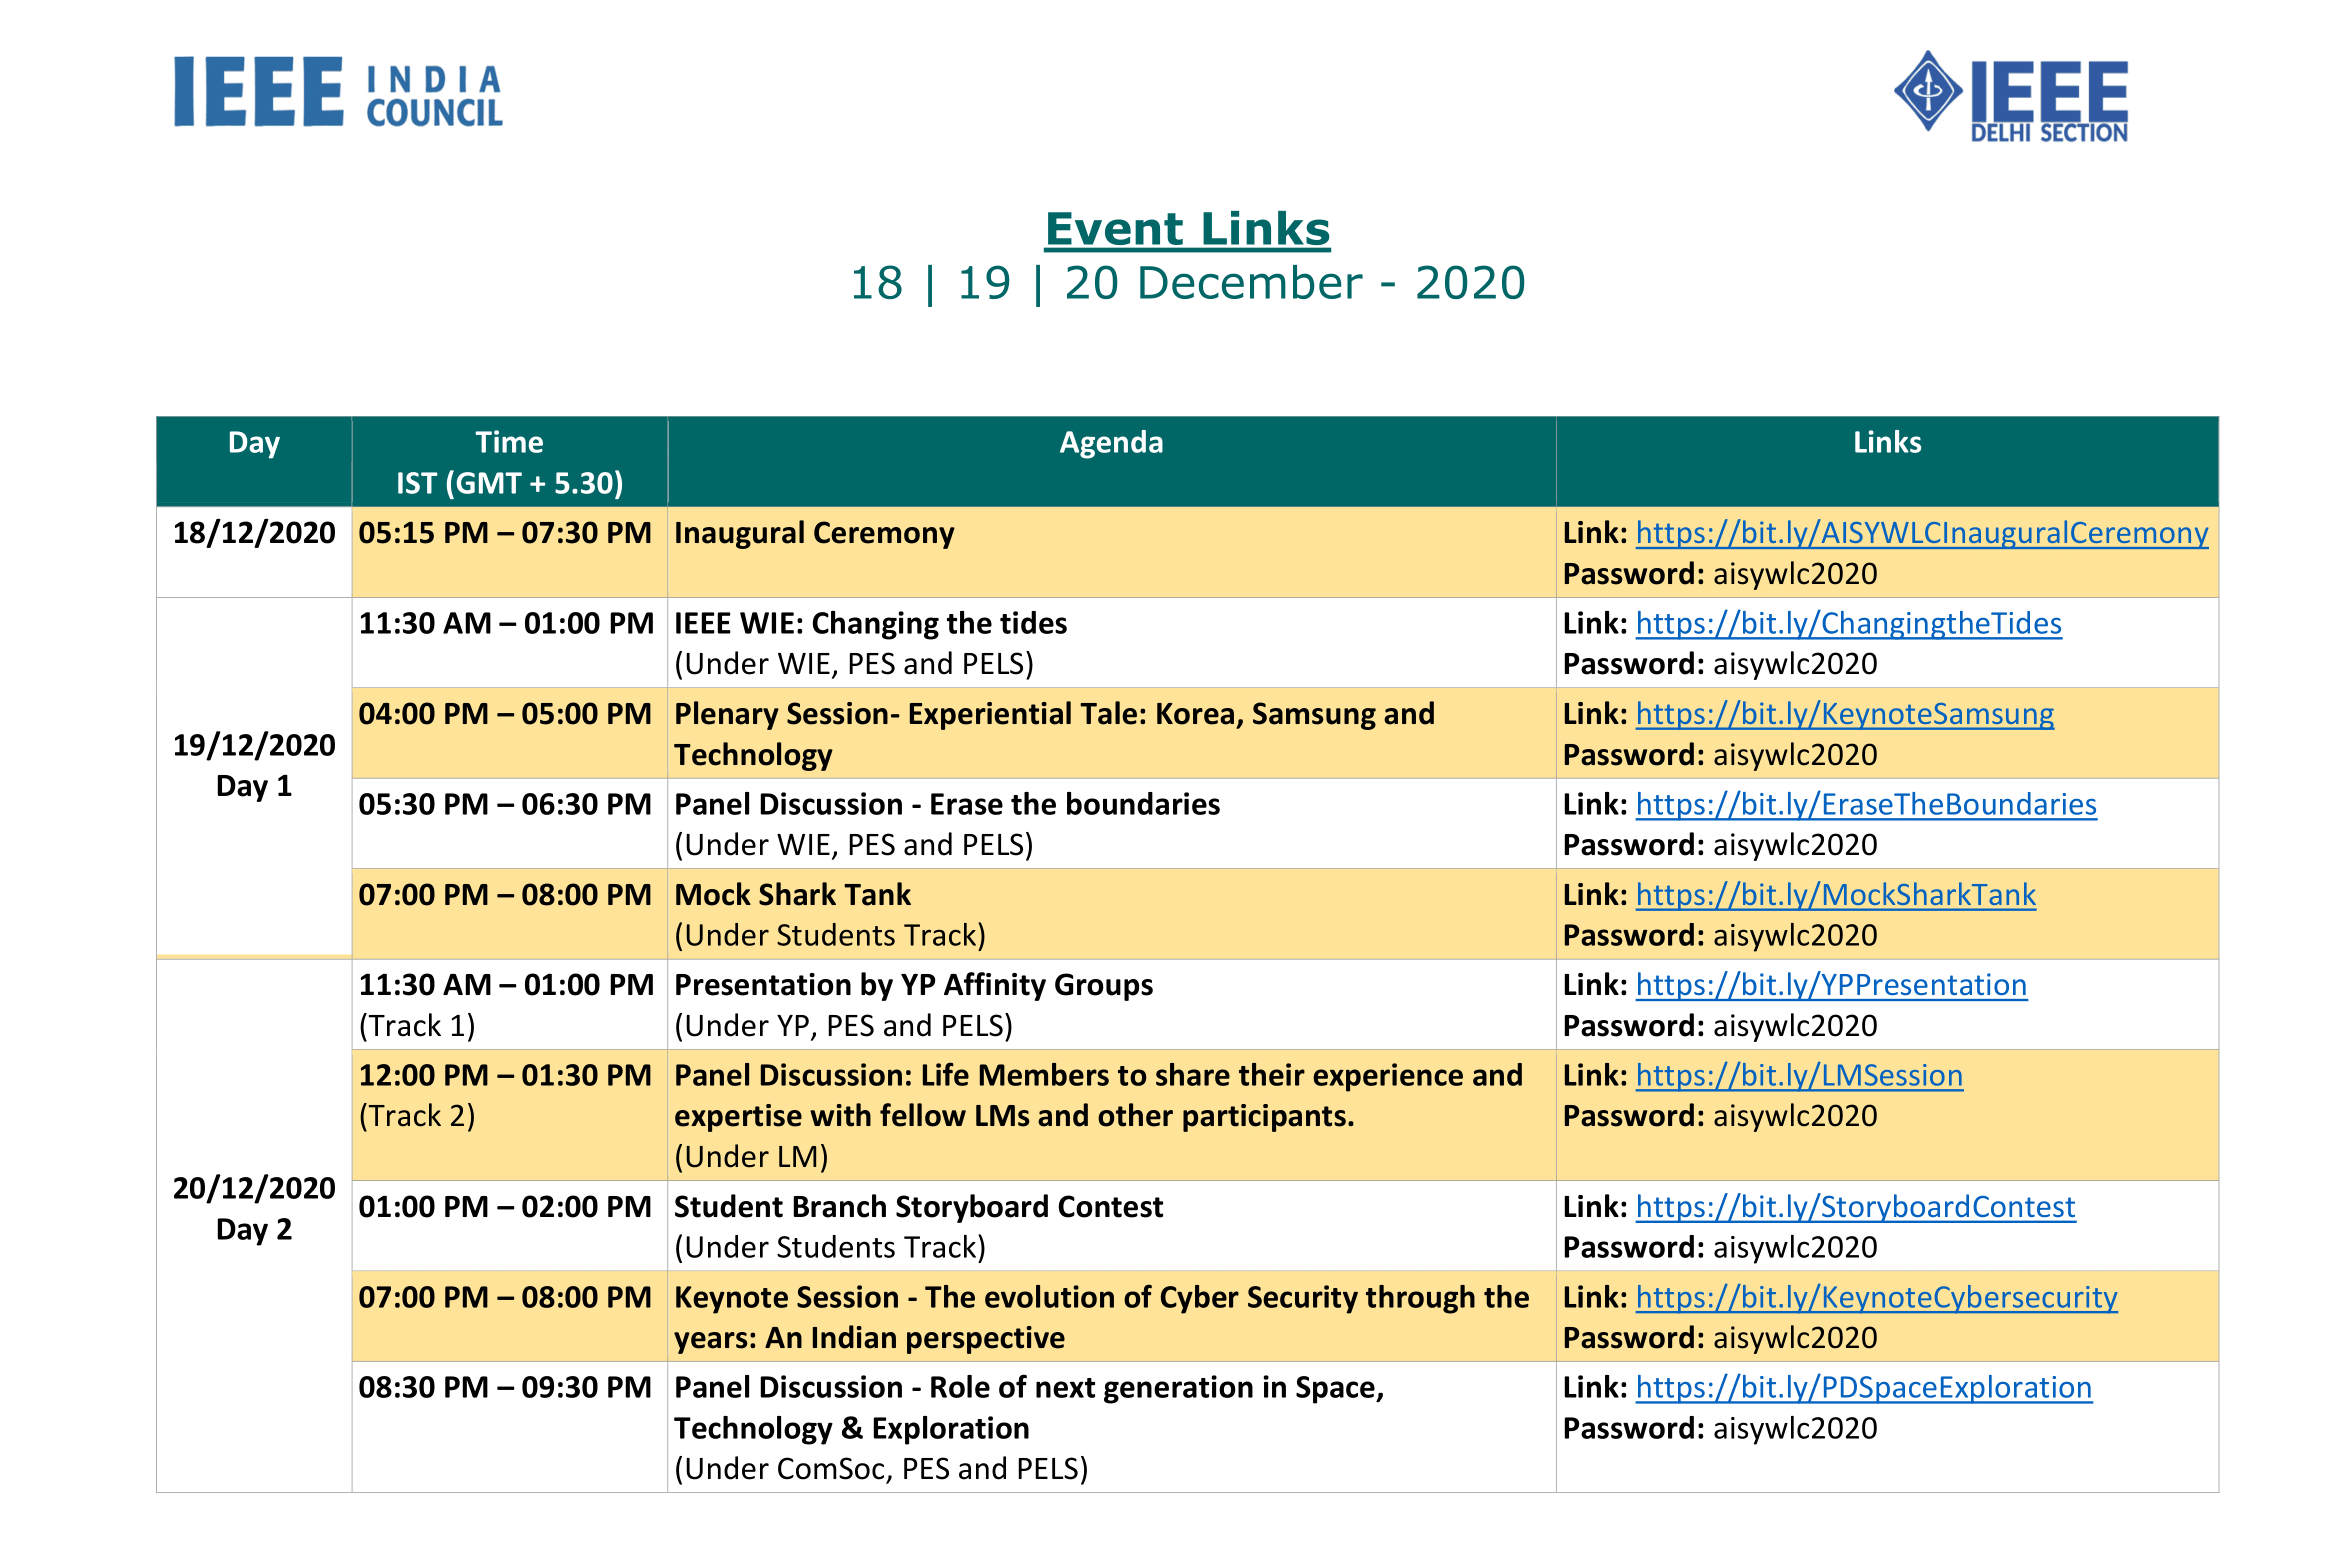 IEEE INDIA COUNCIL
IEEE DELHI SECTION
Event Links
18 | 19 | 20 December - 2020
Day Time Agenda Links
IST (GMT + 5.30)
18/12/2020 05:15 PM – 07:30 PM Inaugural Ceremony Link: https://bit.ly/AISYWLCInauguralCeremony
Password: aisywlc2020
19/12/2020
Day 1
11:30 AM – 01:00 PM IEEE WIE: Changing the tides Link: https://bit.ly/ChangingtheTides
(Under WIE, PES and PELS) Password: aisywlc2020
04:00 PM – 05:00 PM Plenary Session- Experiential Tale: Korea, Samsung and Link: https://bit.ly/KeynoteSamsung
Technology Password: aisywlc2020
05:30 PM – 06:30 PM Panel Discussion - Erase the boundaries Link: https://bit.ly/EraseTheBoundaries
(Under WIE, PES and PELS) Password: aisywlc2020
07:00 PM – 08:00 PM Mock Shark Tank Link: https://bit.ly/MockSharkTank
(Under Students Track) Password: aisywlc2020
20/12/2020
Day 2
11:30 AM – 01:00 PM Presentation by YP Affinity Groups Link: https://bit.ly/YPPresentation
(Track 1) (Under YP, PES and PELS) Password: aisywlc2020
12:00 PM – 01:30 PM Panel Discussion: Life Members to share their experience and Link: https://bit.ly/LMSession
(Track 2) expertise with fellow LMs and other participants. Password: aisywlc2020
(Under LM)
01:00 PM – 02:00 PM Student Branch Storyboard Contest Link: https://bit.ly/StoryboardContest
(Under Students Track) Password: aisywlc2020
07:00 PM – 08:00 PM Keynote Session - The evolution of Cyber Security through the Link: https://bit.ly/KeynoteCybersecurity
years: An Indian perspective Password: aisywlc2020
08:30 PM – 09:30 PM Panel Discussion - Role of next generation in Space, Link: https://bit.ly/PDSpaceExploration
Technology & Exploration Password: aisywlc2020
(Under ComSoc, PES and PELS)